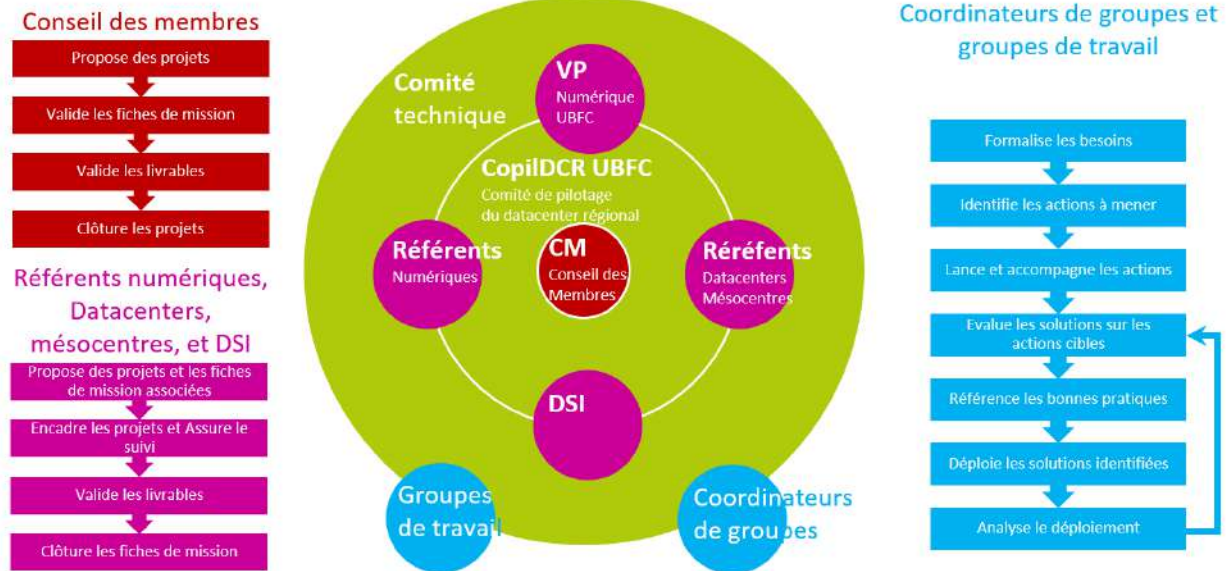 Conseil des membres
Propose des projets
Valide les fiches de mission
Valide les livrables
Clôture les projets
Référents numériques,
Datacenters,
mésocentres, et DSI
Propose des projets et les fiches
de mission associées
Encadre les projets et Assure le
suivi
Valide les livrables
Clôture les fiches de mission
Comité
technique
VP
Numérique
UBFC
CopilDCR UBFC
Comité de pilotage
du datacenter régional
Référents
Numériques
CM
Conseil des
Membres
Réréfents
Datacenters
Mésocentres
DSI
Groupes
de travail
Coordinateurs
de groupes
Coordinateurs de groupes et
groupes de travail
Formalise les besoins
Identifie les actions à mener
Lance et accompagne les actions
Evalue les solutions sur les
actions cibles
Référence les bonnes pratiques
Déploie les solutions identifiées
Analyse le déploiement